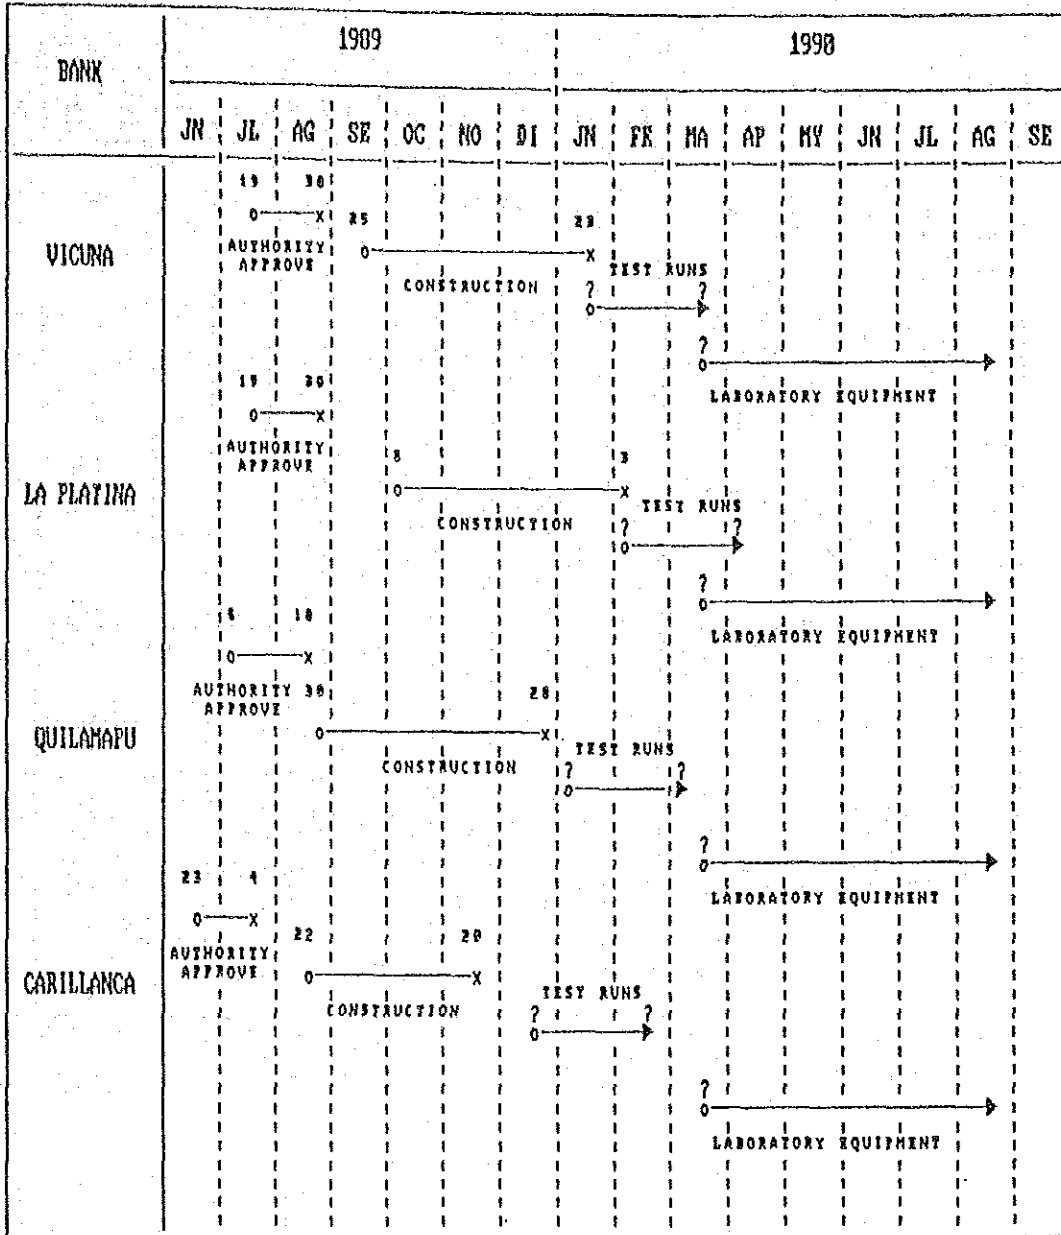 1989 1990
BANK
JN JL AG SE OC NO DI JN FE MA AP MY JN JL AG SE
19 30
25 23
VICUNA
AUTHORITY
APPROVE
CONSTRUCTION
TEST RUNS
? ?
?
LABORATORY EQUIPMENT
19 30
AUTHORITY
APPROVE
3
LA PLATINA
CONSTRUCTION
TEST RUNS
? ?
?
LABORATORY EQUIPMENT
10
AUTHORITY 30 28
APPROVE
QUILAMAPU
CONSTRUCTION
TEST RUNS
? ?
?
LABORATORY EQUIPMENT
23 4
22 20
AUTHORITY
APPROVE
CARILLANCA
CONSTRUCTION
TEST RUNS
? ?
?
LABORATORY EQUIPMENT